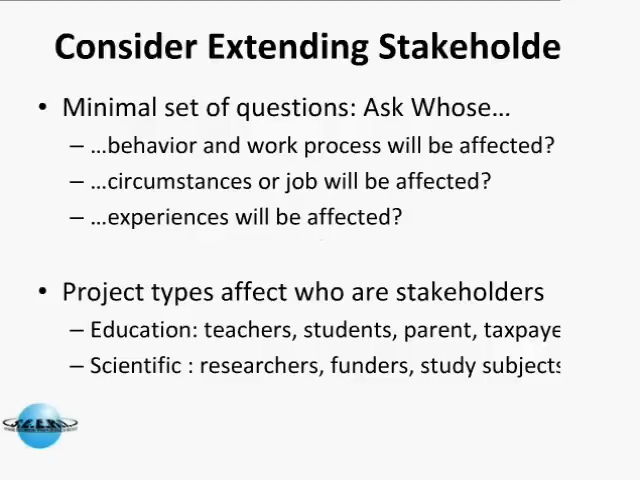 Consider Extending Stakeholde
• Minimal set of questions: Ask Whose…
– …behavior and work process will be affected?
– …circumstances or job will be affected?
– …experiences will be affected?
• Project types affect who are stakeholders
– Education: teachers, students, parent, taxpaye
– Scientific : researchers, funders, study subjects